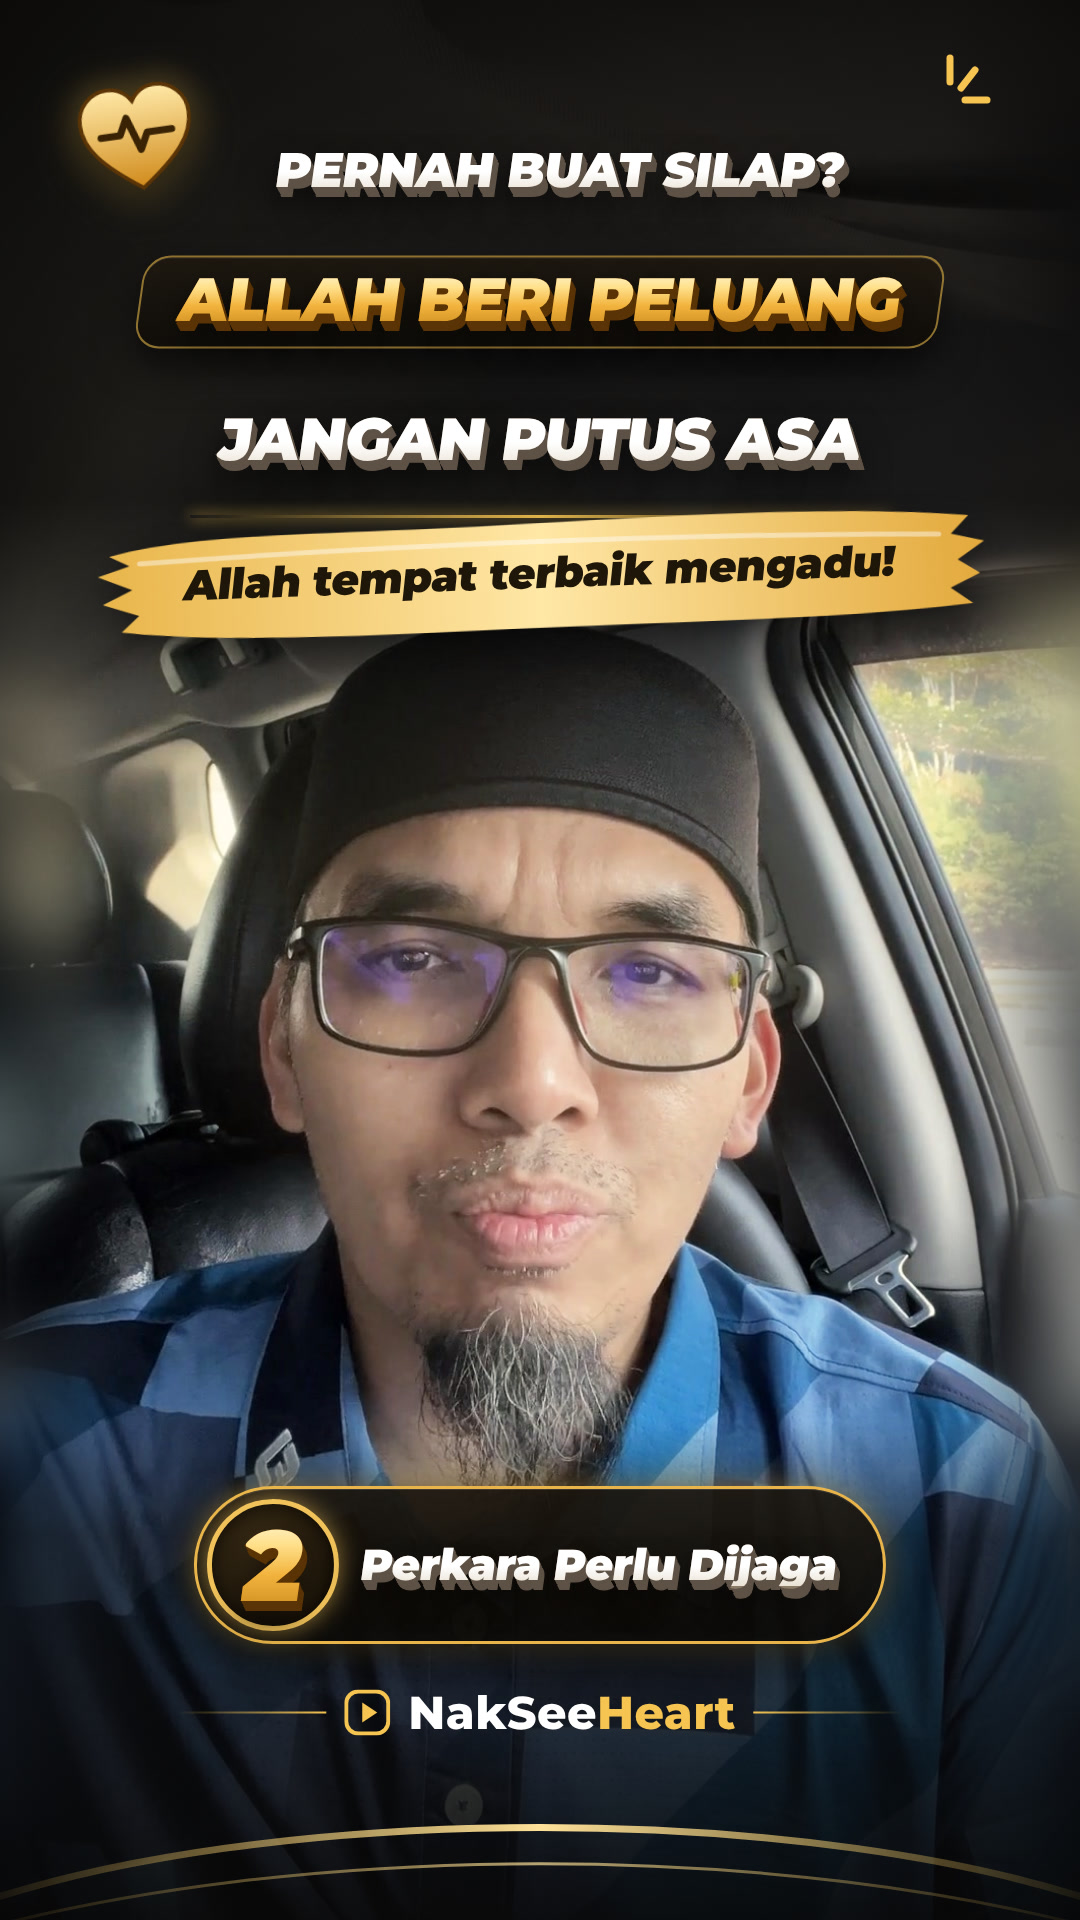 PERNAH BUAT SILAP?
ALLAH BERI PELUANG
JANGAN PUTUS ASA
Allah tempat terbaik mengadu!
2 Perkara Perlu Dijaga
NakSeeHeart